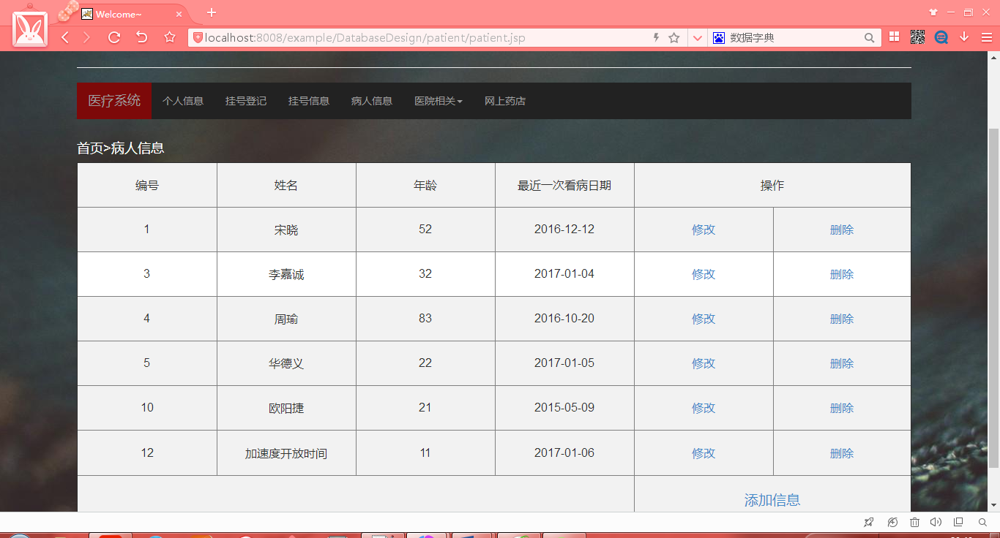 Welcome~
localhost:8008/example/DatabaseDesign/patient/patient.jsp
数据字典
医疗系统 个人信息 挂号登记 挂号信息 病人信息 医院相关 网上药店
首页>病人信息
编号 姓名 年龄 最近一次看病日期 操作
1 宋晓 52 2016-12-12 修改 删除
3 李嘉诚 32 2017-01-04 修改 删除
4 周瑜 83 2016-10-20 修改 删除
5 华德义 22 2017-01-05 修改 删除
10 欧阳捷 21 2015-05-09 修改 删除
12 加速度开放时间 11 2017-01-06 修改 删除
添加信息